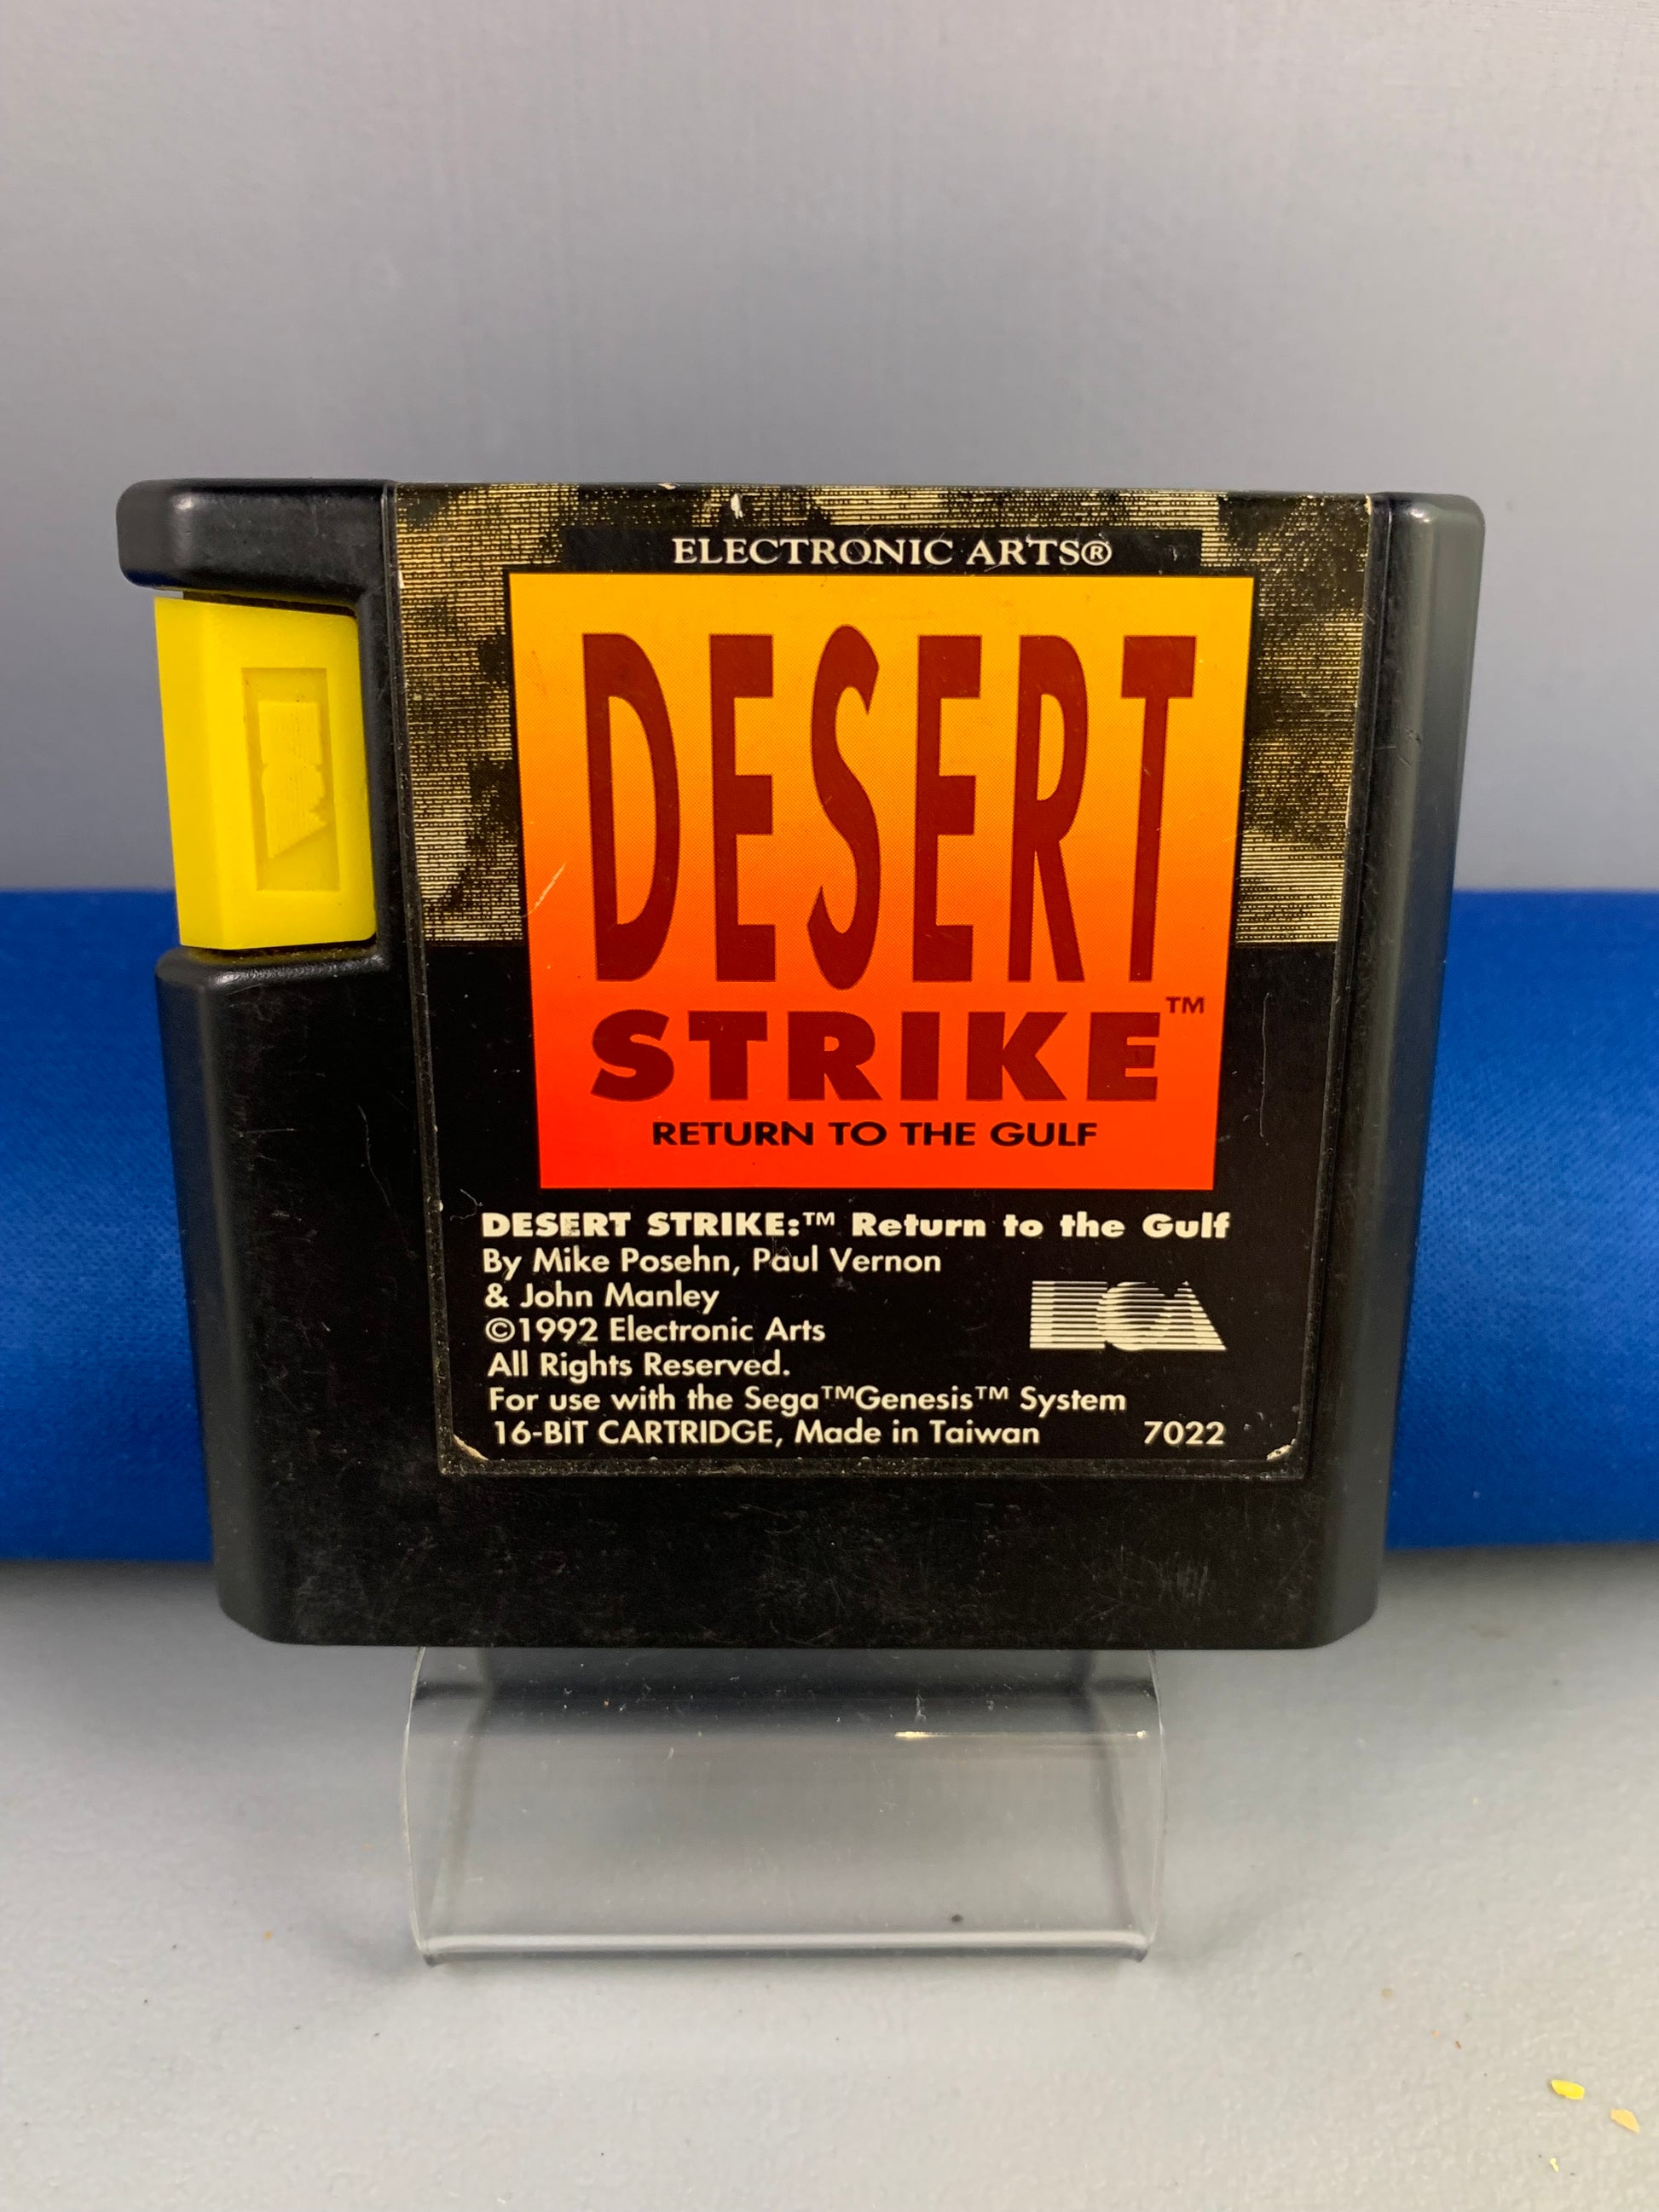 ELECTRONIC ARTS®
DESERT
STRIKE™
RETURN TO THE GULF
DESERT STRIKE:™ Return to the Gulf
By Mike Posehn, Paul Vernon
& John Manley
©1992 Electronic Arts
All Rights Reserved.
For use with the Sega™Genesis™ System
16-BIT CARTRIDGE, Made in Taiwan 7022
EOA